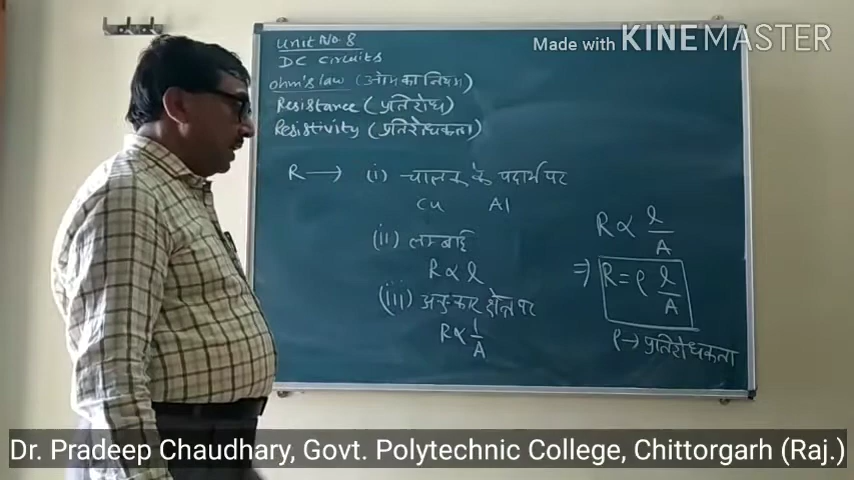 Made with KINEMASTER
Unit No. 8
DC Circuits
ohm's law (ओम का नियम)
Resistance (प्रतिरोध)
Resistivity (प्रतिरोधकता)
R → (i) चालक के पदार्थ पर
Cu Al
(ii) लम्बाई
R ∝ l
(iii) अनुप्रस्थ क्षेत्र पर
R ∝ 1/A
R ∝ l/A
⇒ R = ρ l/A
ρ → प्रतिरोधकता
Dr. Pradeep Chaudhary, Govt. Polytechnic College, Chittorgarh (Raj.)